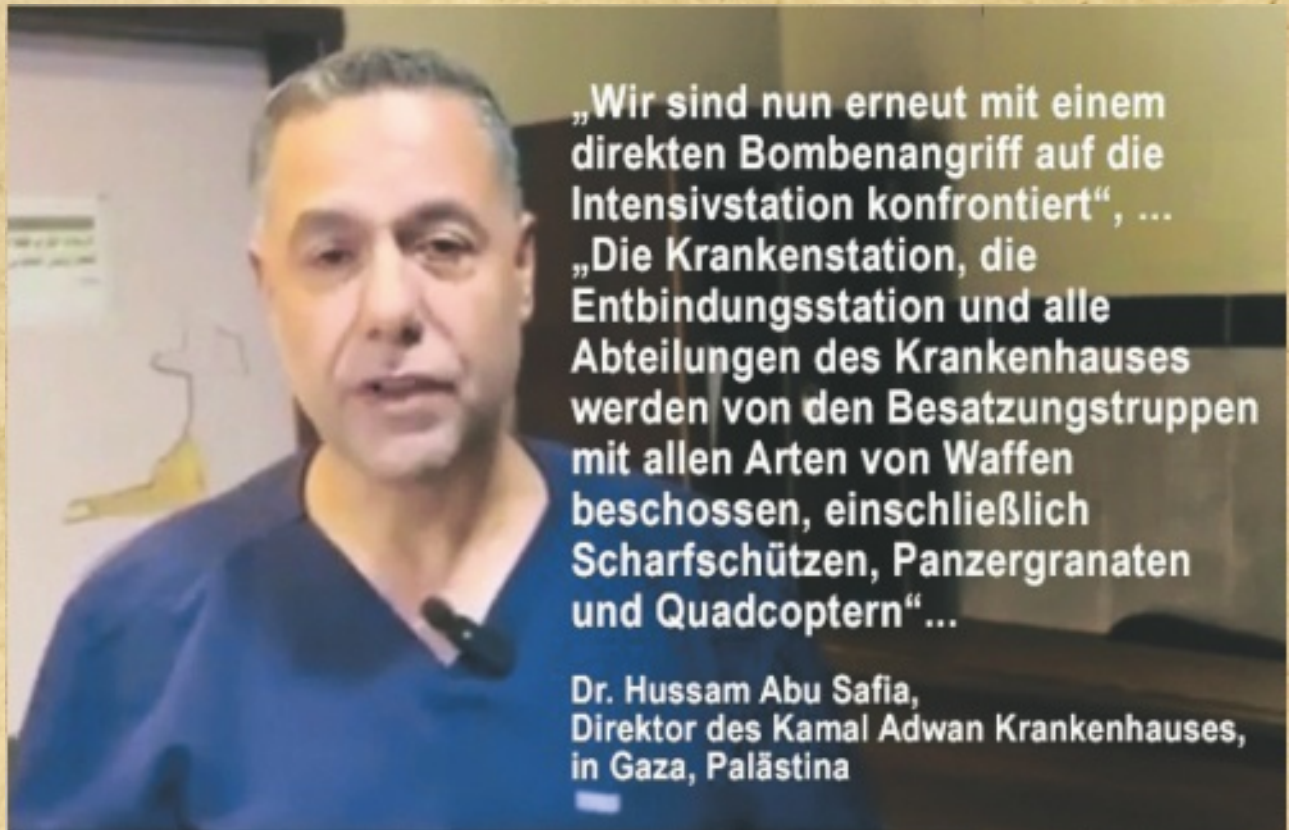 „Wir sind nun erneut mit einem
direkten Bombenangriff auf die
Intensivstation konfrontiert“, ...
„Die Krankenstation, die
Entbindungsstation und alle
Abteilungen des Krankenhauses
werden von den Besatzungstruppen
mit allen Arten von Waffen
beschossen, einschließlich
Scharfschützen, Panzergranaten
und Quadcoptern“...
Dr. Hussam Abu Safia,
Direktor des Kamal Adwan Krankenhauses,
in Gaza, Palästina